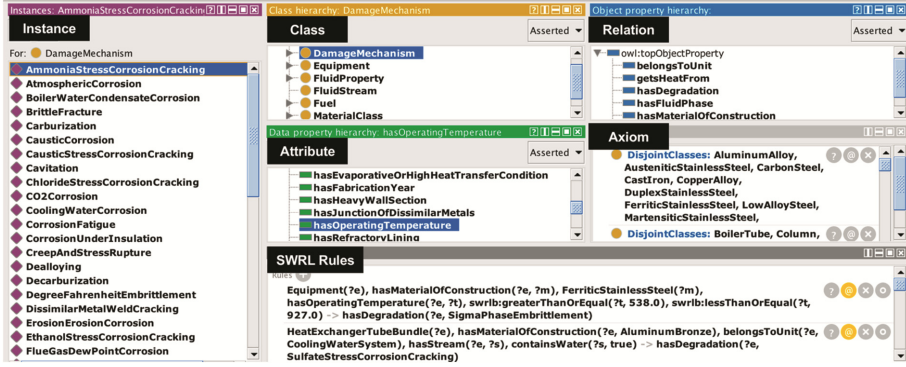 Instances: AmmoniaStressCorrosionCrackin
Instance
For: DamageMechanism
AmmoniaStressCorrosionCracking
AtmosphericCorrosion
BoilerWaterCondensateCorrosion
BrittleFracture
Carburization
CausticCorrosion
CausticStressCorrosionCracking
Cavitation
ChlorideStressCorrosionCracking
CO2Corrosion
CoolingWaterCorrosion
CorrosionFatigue
CorrosionUnderInsulation
CreepAndStressRupture
Dealloying
Decarburization
DegreeFahrenheitEmbrittlement
DissimilarMetalWeldCracking
ErosionErosionCorrosion
EthanolStressCorrosionCracking
FlueGasDewPointCorrosion
Class hierarchy: DamageMechanism
Class
Asserted
DamageMechanism
Equipment
FluidProperty
FluidStream
Fuel
MaterialClass
Object property hierarchy:
Relation
Asserted
owl:topObjectProperty
belongsToUnit
getsHeatFrom
hasDegradation
hasFluidPhase
hasMaterialOfConstruction
Data property hierarchy: hasOperatingTemperature
Attribute
Asserted
hasEvaporativeOrHighHeatTransferCondition
hasFabricationYear
hasHeavyWallSection
hasJunctionOfDissimilarMetals
hasOperatingTemperature
hasRefractoryLining
Axiom
DisjointClasses: AluminumAlloy,
AusteniticStainlessSteel, CarbonSteel,
CastIron, CopperAlloy,
DuplexStainlessSteel,
FerriticStainlessSteel, LowAlloySteel,
MartensiticStainlessSteel,
DisjointClasses: BoilerTube, Column,
SWRL Rules
Rules
Equipment(?e), hasMaterialOfConstruction(?e, ?m), FerriticStainlessSteel(?m),
hasOperatingTemperature(?e, ?t), swrlb:greaterThanOrEqual(?t, 538.0), swrlb:lessThanOrEqual(?t,
927.0) -> hasDegradation(?e, SigmaPhaseEmbrittlement)
HeatExchangerTubeBundle(?e), hasMaterialOfConstruction(?e, AluminumBronze), belongsToUnit(?e,
CoolingWaterSystem), hasStream(?e, ?s), containsWater(?s, true) -> hasDegradation(?e,
SulfateStressCorrosionCracking)